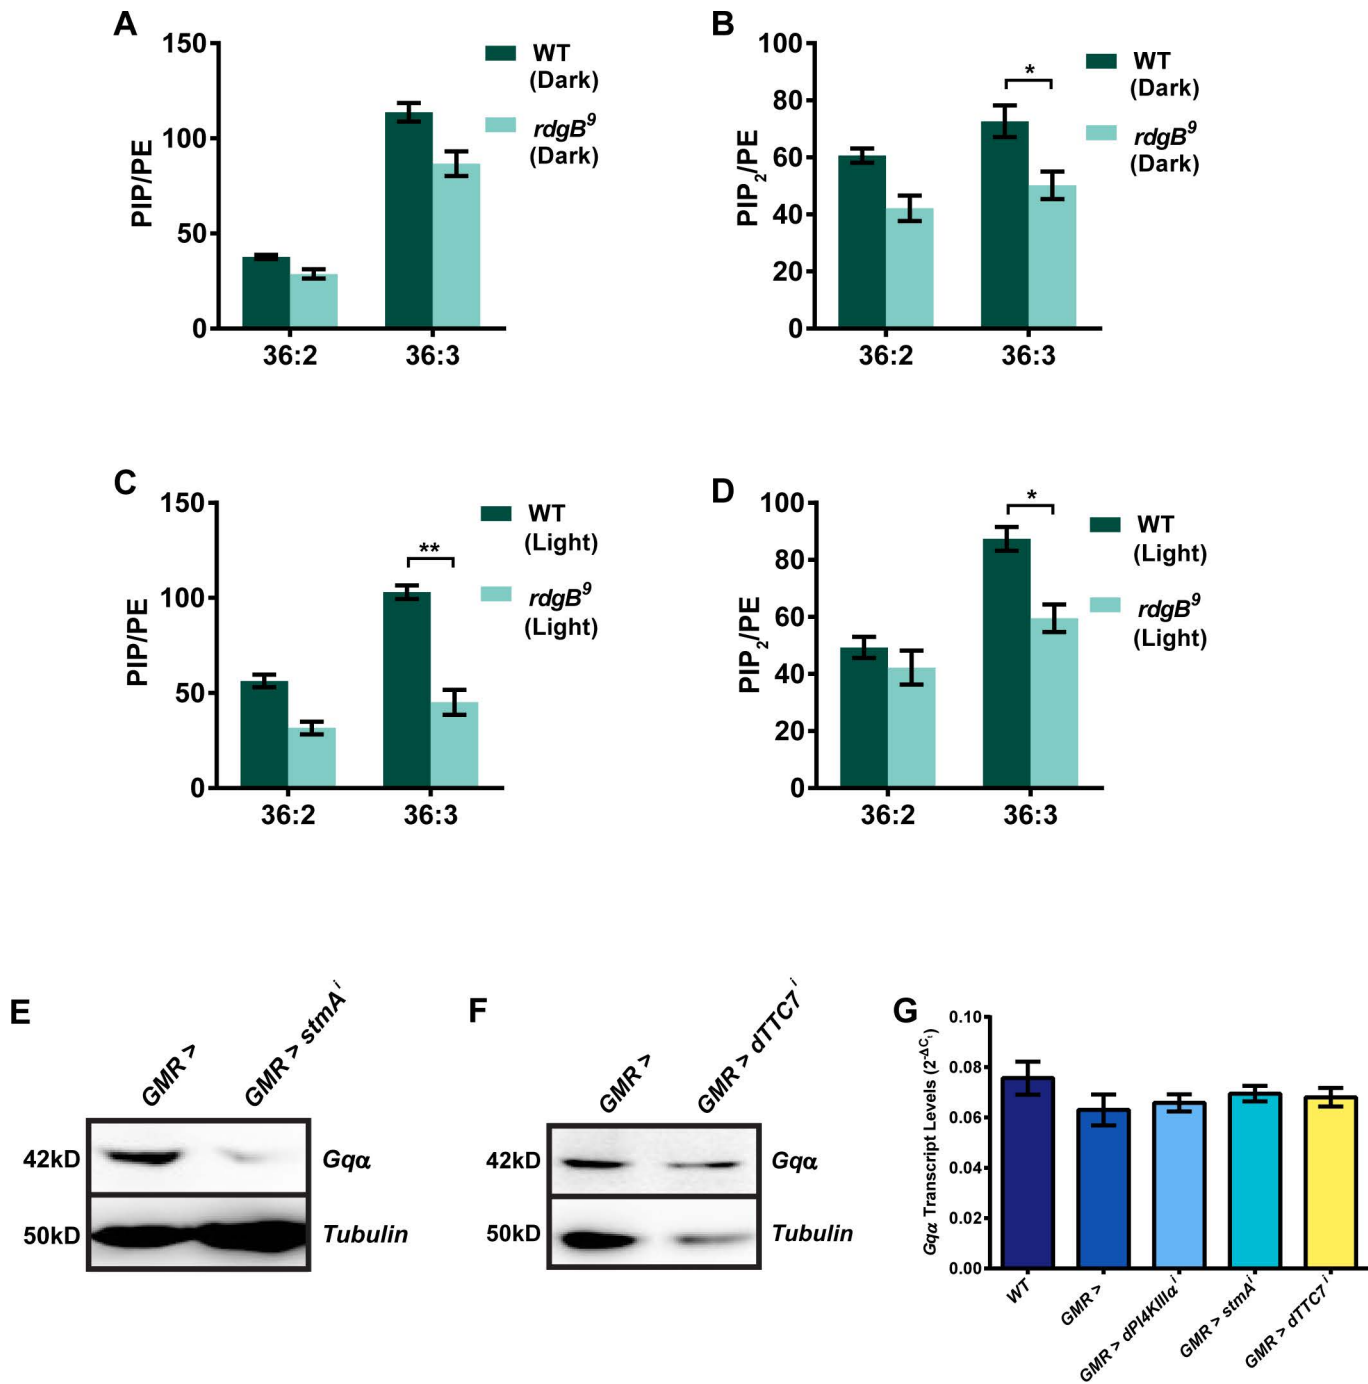 A
150
100
50
0
PIP/PE
36:2
36:3
WT
(Dark)
rdgB⁹
(Dark)
B
100
80
60
40
20
0
PIP₂/PE
36:2
36:3
*
WT
(Dark)
rdgB⁹
(Dark)
C
150
100
50
0
PIP/PE
36:2
36:3
**
WT
(Light)
rdgB⁹
(Light)
D
100
80
60
40
20
0
PIP₂/PE
36:2
36:3
*
WT
(Light)
rdgB⁹
(Light)
E
GMR >
GMR > stmAⁱ
42kD
Gqα
50kD
Tubulin
F
GMR >
GMR > dTTC7ⁱ
42kD
Gqα
50kD
Tubulin
G
Gqα Transcript Levels (2^-ΔCt)
0.10
0.08
0.06
0.04
0.02
0.00
WT
GMR >
GMR > dPI4KIIIαⁱ
GMR > stmAⁱ
GMR > dTTC7ⁱ